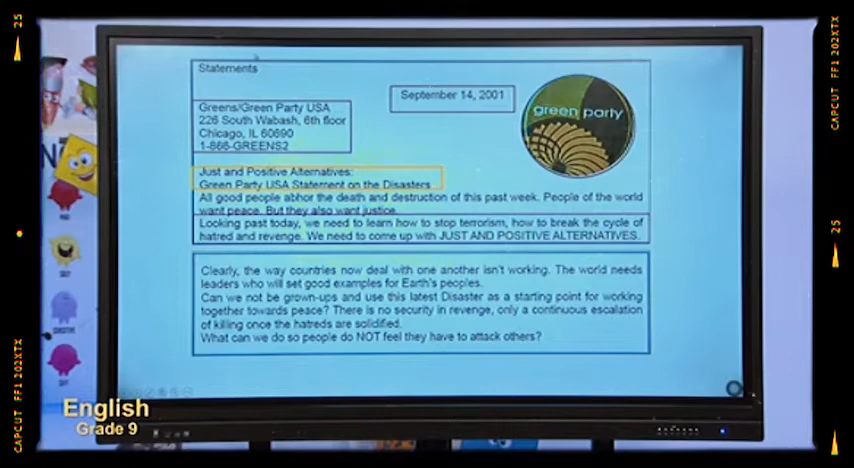 25
25
CAPCUT FF1 202XTX
CAPCUT FF1 202XTX
25
CAPCUT FF1 202XTX
Statements
September 14, 2001
green party
Greens/Green Party USA
226 South Wabash, 6th floor
Chicago, IL 60690
1-866-GREENS2
Just and Positive Alternatives:
Green Party USA Statement on the Disasters
All good people abhor the death and destruction of this past week. People of the world
want peace. But they also want justice.
Looking past today, we need to learn how to stop terrorism, how to break the cycle of
hatred and revenge. We need to come up with JUST AND POSITIVE ALTERNATIVES.
Clearly, the way countries now deal with one another isn't working. The world needs
leaders who will set good examples for Earth's peoples.
Can we not be grown-ups and use this latest Disaster as a starting point for working
together towards peace? There is no security in revenge, only a continuous escalation
of killing once the hatreds are solidified.
What can we do so people do NOT feel they have to attack others?
English
Grade 9